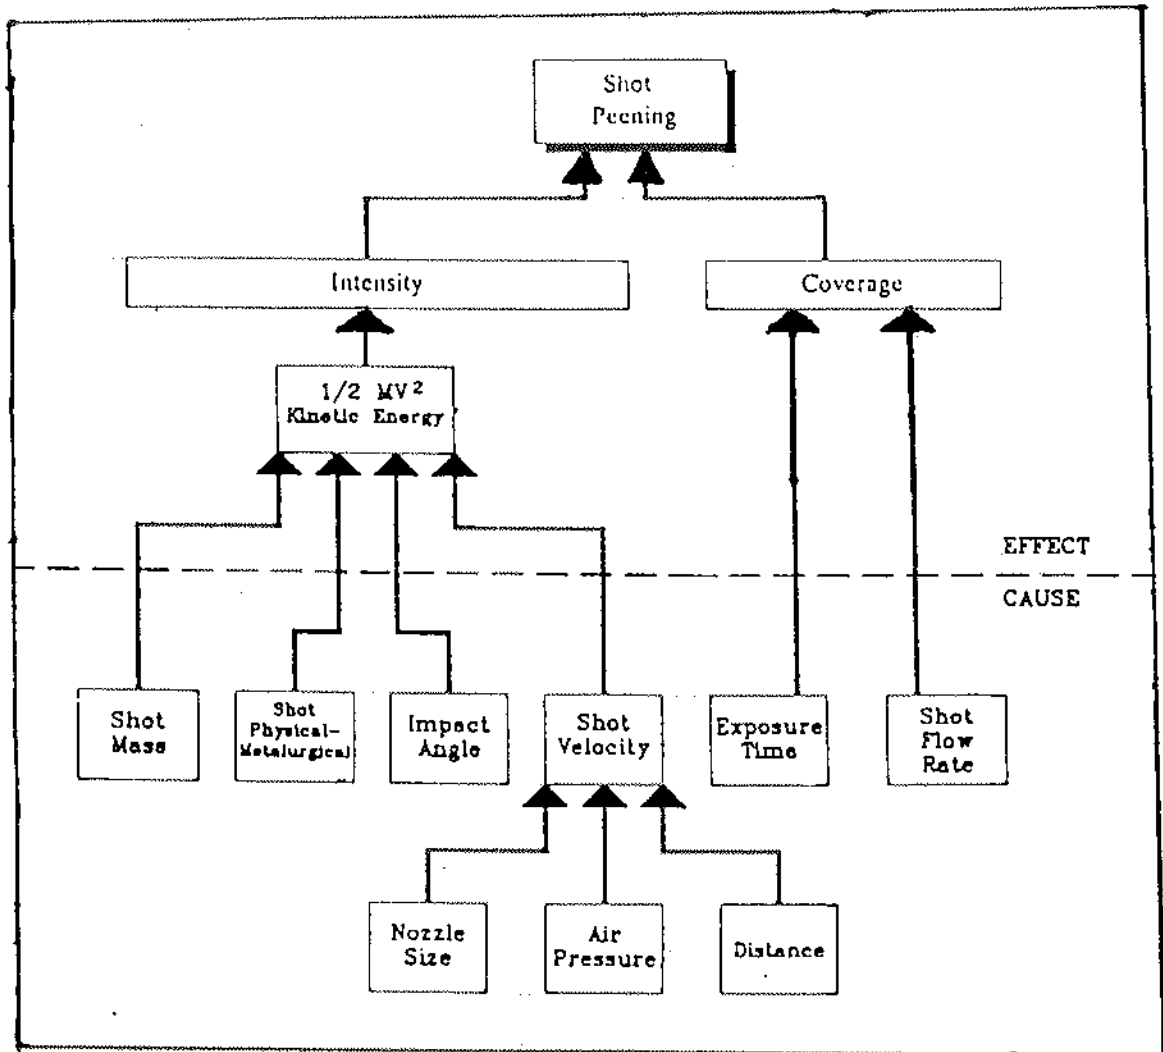 Shot
Peening
Intensity
Coverage
1/2 MV²
Kinetic Energy
EFFECT
CAUSE
Shot
Mass
Shot
Physical-
Metalurgical
Impact
Angle
Shot
Velocity
Exposure
Time
Shot
Flow
Rate
Nozzle
Size
Air
Pressure
Distance